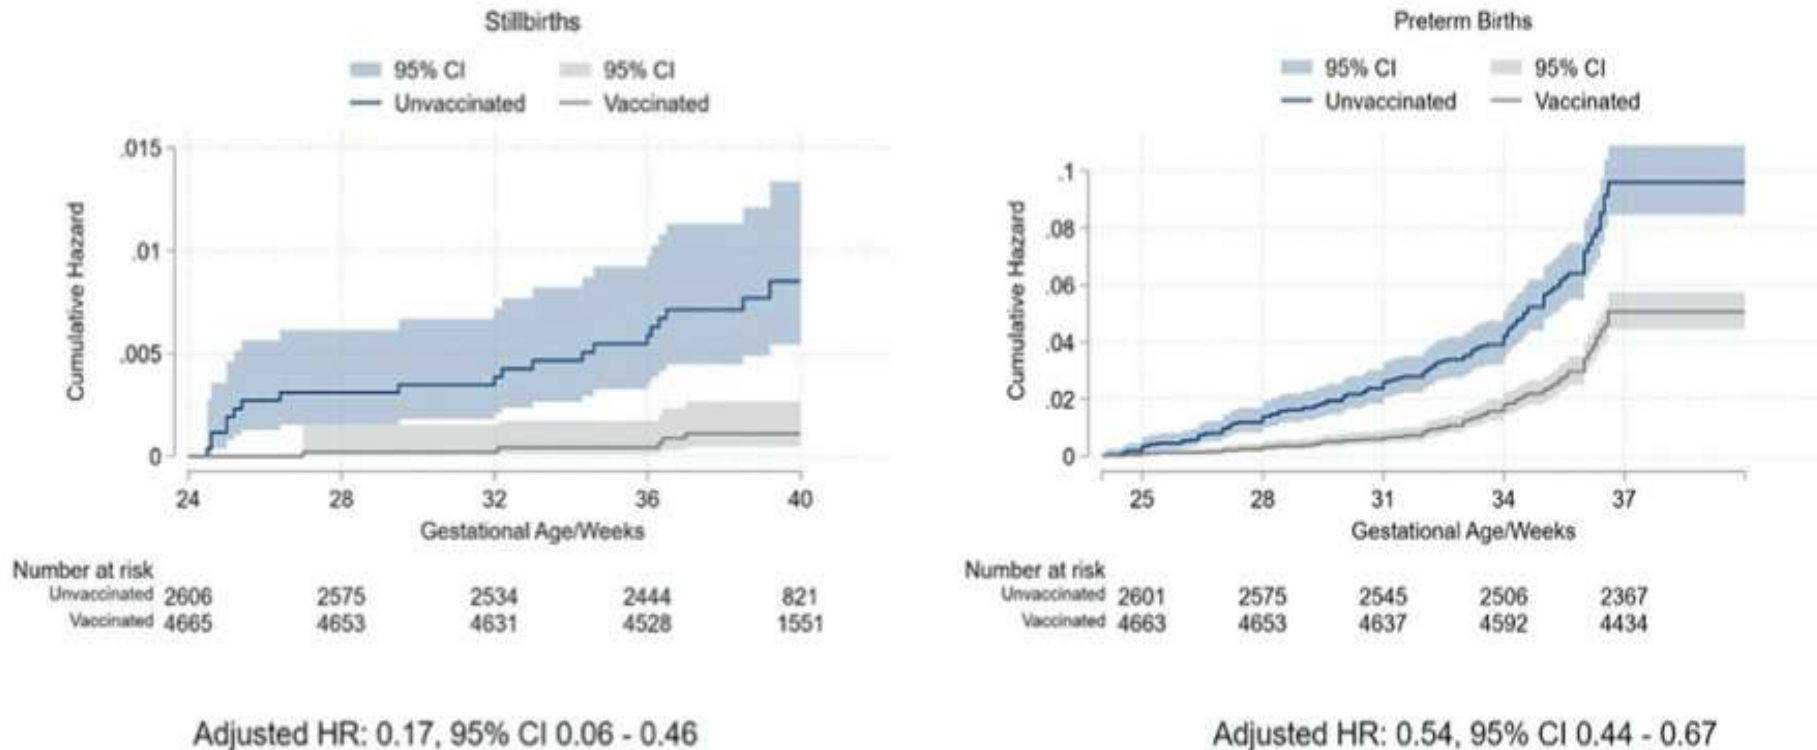 Stillbirths
95% CI 95% CI
Unvaccinated Vaccinated
.015
.01
.005
0
Cumulative Hazard
24 28 32 36 40
Gestational Age/Weeks
Number at risk
Unvaccinated 2606 2575 2534 2444 821
Vaccinated 4665 4653 4631 4528 1551
Adjusted HR: 0.17, 95% CI 0.06 - 0.46
Preterm Births
95% CI 95% CI
Unvaccinated Vaccinated
.1
.08
.06
.04
.02
0
Cumulative Hazard
25 28 31 34 37
Gestational Age/Weeks
Number at risk
Unvaccinated 2601 2575 2545 2506 2367
Vaccinated 4663 4653 4637 4592 4434
Adjusted HR: 0.54, 95% CI 0.44 - 0.67